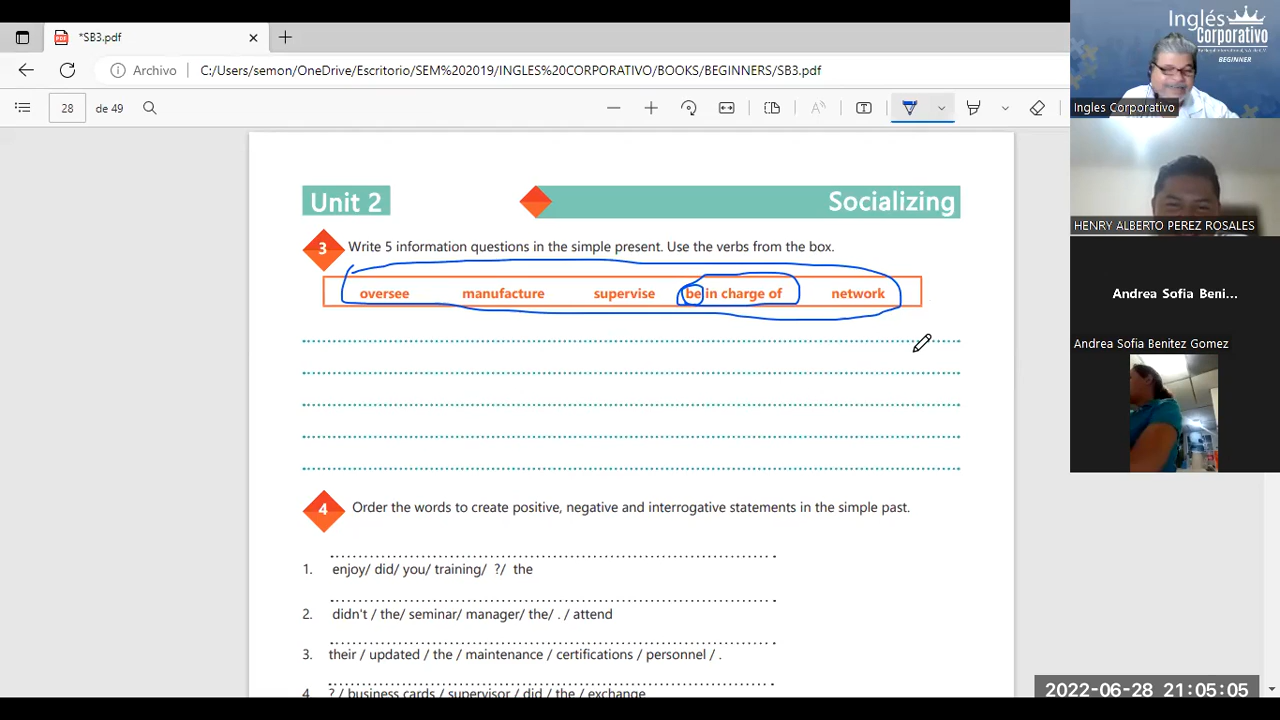 *SB3.pdf
Archivo
C:/Users/semon/OneDrive/Escritorio/SEM%202019/INGLES%20CORPORATIVO/BOOKS/BEGINNERS/SB3.pdf
28 de 49
Unit 2
Socializing
3 Write 5 information questions in the simple present. Use the verbs from the box.
oversee manufacture supervise be in charge of network
4 Order the words to create positive, negative and interrogative statements in the simple past.
1. enjoy/ did/ you/ training/ ?/ the
2. didn't / the/ seminar/ manager/ the/ . / attend
3. their / updated / the / maintenance / certifications / personnel / .
4 ? / business cards / supervisor / did / the / exchange
Inglés
Corporativo
BEGINNER
Ingles Corporativo
HENRY ALBERTO PEREZ ROSALES
Andrea Sofia Beni...
Andrea Sofia Benitez Gomez
2022-06-28 21:05:05